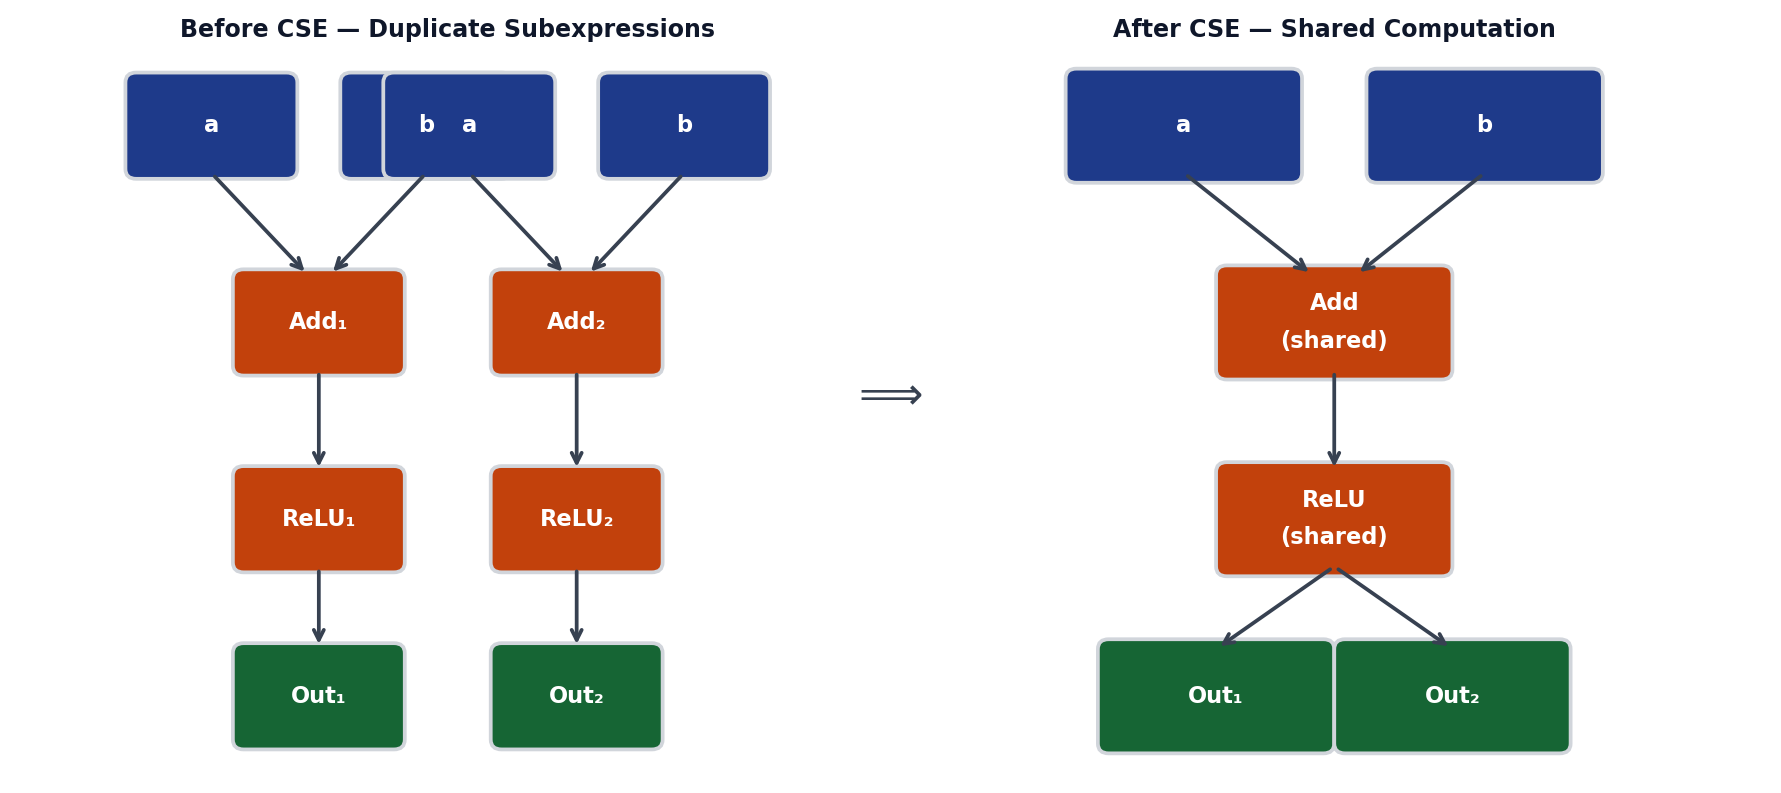 Before CSE — Duplicate Subexpressions
a
b
a
b
Add₁
Add₂
ReLU₁
ReLU₂
Out₁
Out₂
⟹
After CSE — Shared Computation
a
b
Add
(shared)
ReLU
(shared)
Out₁
Out₂